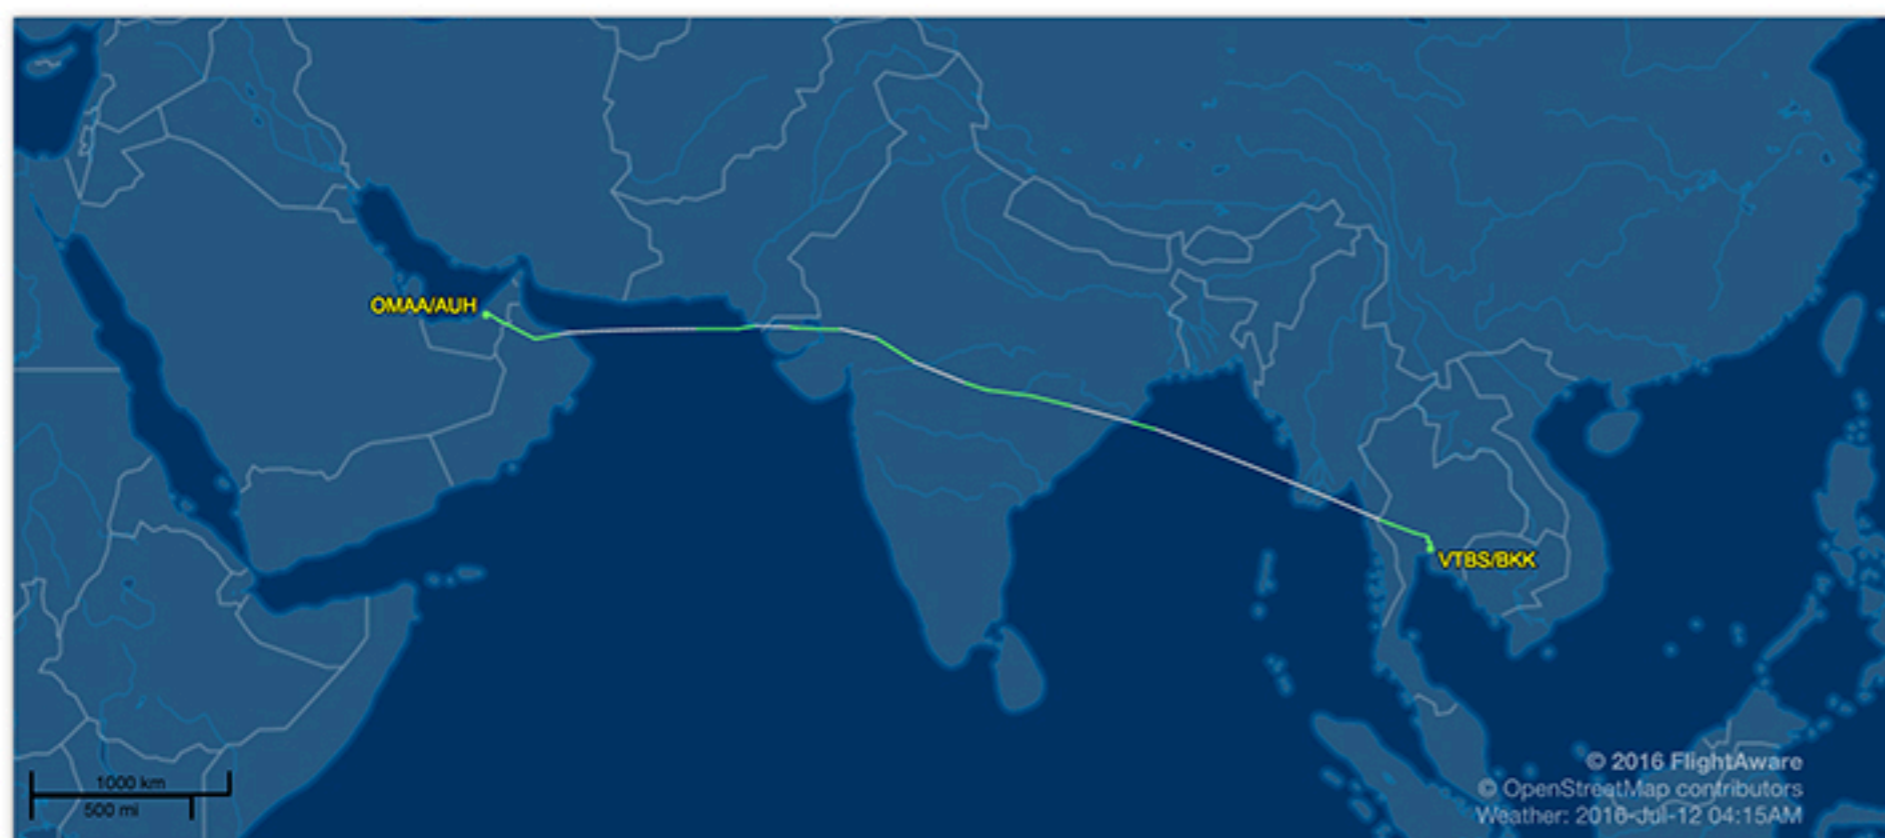 OMAA/AUH
VTBS/BKK
1000 km
500 mi
© 2016 FlightAware
© OpenStreetMap contributors
Weather: 2016-Jul-12 04:15AM